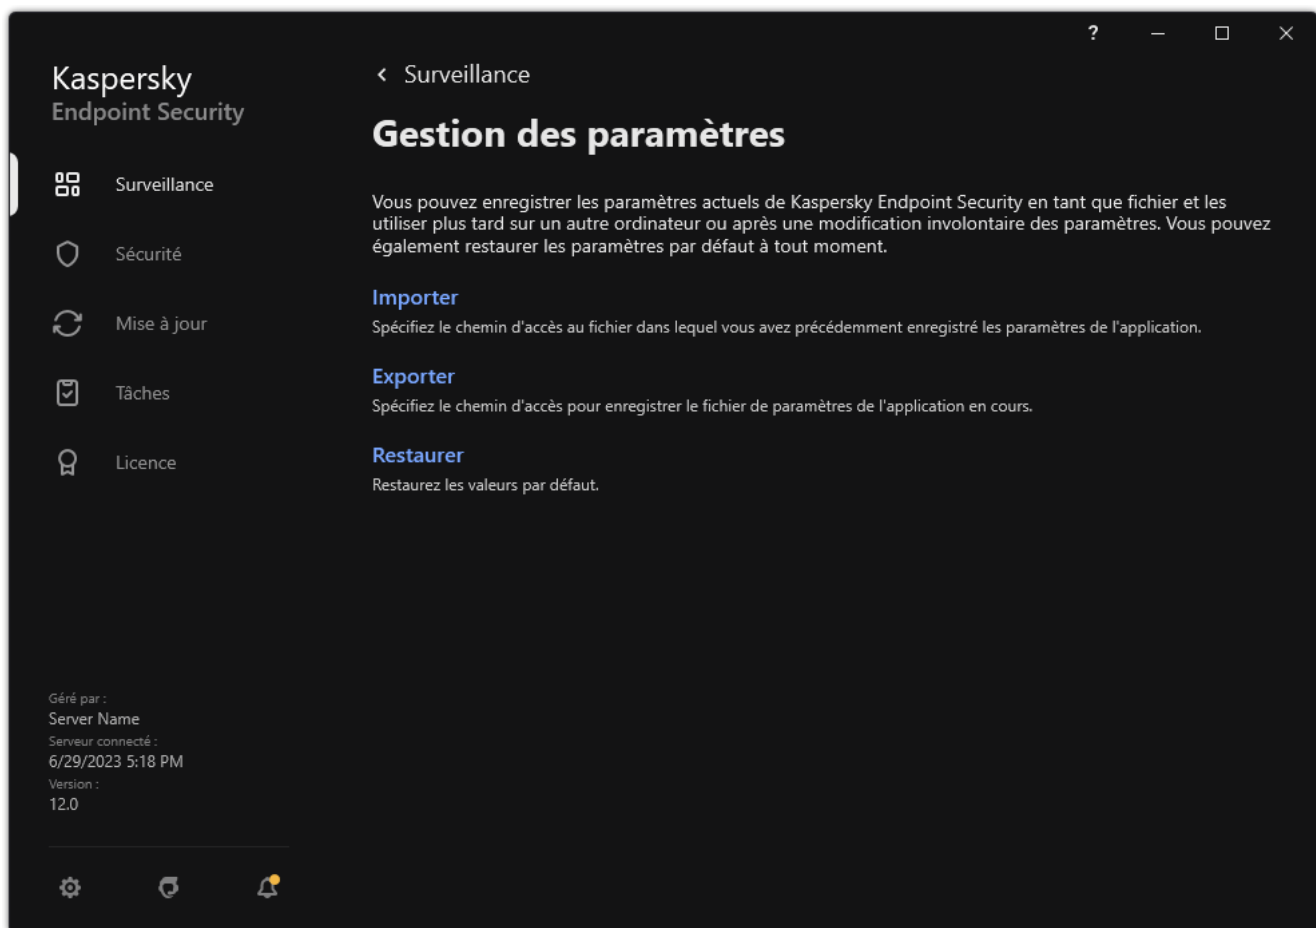 ?
Kaspersky
Endpoint Security
Surveillance
Sécurité
Mise à jour
Tâches
Licence
Géré par :
Server Name
Serveur connecté :
6/29/2023 5:18 PM
Version :
12.0
Surveillance
Gestion des paramètres
Vous pouvez enregistrer les paramètres actuels de Kaspersky Endpoint Security en tant que fichier et les
utiliser plus tard sur un autre ordinateur ou après une modification involontaire des paramètres. Vous pouvez
également restaurer les paramètres par défaut à tout moment.
Importer
Spécifiez le chemin d'accès au fichier dans lequel vous avez précédemment enregistré les paramètres de l'application.
Exporter
Spécifiez le chemin d'accès pour enregistrer le fichier de paramètres de l'application en cours.
Restaurer
Restaurez les valeurs par défaut.